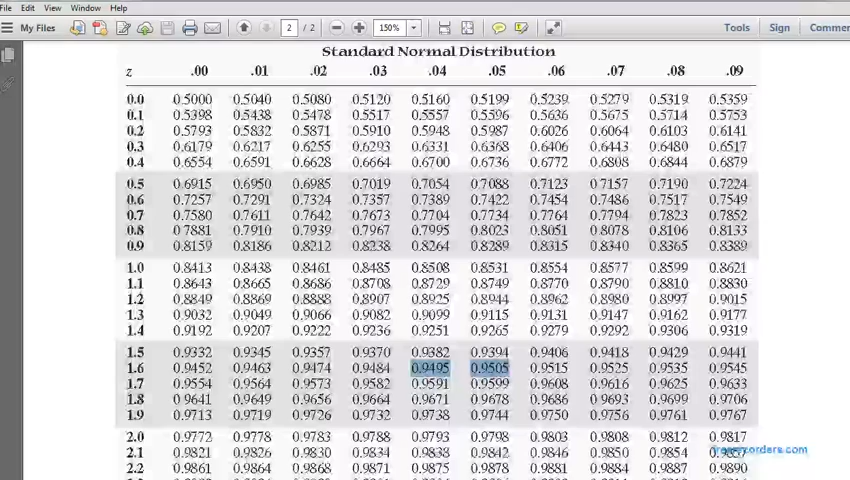 File Edit View Window Help
My Files 2 / 2 150% Tools Sign Commen
Standard Normal Distribution
z .00 .01 .02 .03 .04 .05 .06 .07 .08 .09
0.0 0.5000 0.5040 0.5080 0.5120 0.5160 0.5199 0.5239 0.5279 0.5319 0.5359
0.1 0.5398 0.5438 0.5478 0.5517 0.5557 0.5596 0.5636 0.5675 0.5714 0.5753
0.2 0.5793 0.5832 0.5871 0.5910 0.5948 0.5987 0.6026 0.6064 0.6103 0.6141
0.3 0.6179 0.6217 0.6255 0.6293 0.6331 0.6368 0.6406 0.6443 0.6480 0.6517
0.4 0.6554 0.6591 0.6628 0.6664 0.6700 0.6736 0.6772 0.6808 0.6844 0.6879
0.5 0.6915 0.6950 0.6985 0.7019 0.7054 0.7088 0.7123 0.7157 0.7190 0.7224
0.6 0.7257 0.7291 0.7324 0.7357 0.7389 0.7422 0.7454 0.7486 0.7517 0.7549
0.7 0.7580 0.7611 0.7642 0.7673 0.7704 0.7734 0.7764 0.7794 0.7823 0.7852
0.8 0.7881 0.7910 0.7939 0.7967 0.7995 0.8023 0.8051 0.8078 0.8106 0.8133
0.9 0.8159 0.8186 0.8212 0.8238 0.8264 0.8289 0.8315 0.8340 0.8365 0.8389
1.0 0.8413 0.8438 0.8461 0.8485 0.8508 0.8531 0.8554 0.8577 0.8599 0.8621
1.1 0.8643 0.8665 0.8686 0.8708 0.8729 0.8749 0.8770 0.8790 0.8810 0.8830
1.2 0.8849 0.8869 0.8888 0.8907 0.8925 0.8944 0.8962 0.8980 0.8997 0.9015
1.3 0.9032 0.9049 0.9066 0.9082 0.9099 0.9115 0.9131 0.9147 0.9162 0.9177
1.4 0.9192 0.9207 0.9222 0.9236 0.9251 0.9265 0.9279 0.9292 0.9306 0.9319
1.5 0.9332 0.9345 0.9357 0.9370 0.9382 0.9394 0.9406 0.9418 0.9429 0.9441
1.6 0.9452 0.9463 0.9474 0.9484 0.9495 0.9505 0.9515 0.9525 0.9535 0.9545
1.7 0.9554 0.9564 0.9573 0.9582 0.9591 0.9599 0.9608 0.9616 0.9625 0.9633
1.8 0.9641 0.9649 0.9656 0.9664 0.9671 0.9678 0.9686 0.9693 0.9699 0.9706
1.9 0.9713 0.9719 0.9726 0.9732 0.9738 0.9744 0.9750 0.9756 0.9761 0.9767
2.0 0.9772 0.9778 0.9783 0.9788 0.9793 0.9798 0.9803 0.9808 0.9812 0.9817
2.1 0.9821 0.9826 0.9830 0.9834 0.9838 0.9842 0.9846 0.9850 0.9854 0.9857
2.2 0.9861 0.9864 0.9868 0.9871 0.9875 0.9878 0.9881 0.9884 0.9887 0.9890